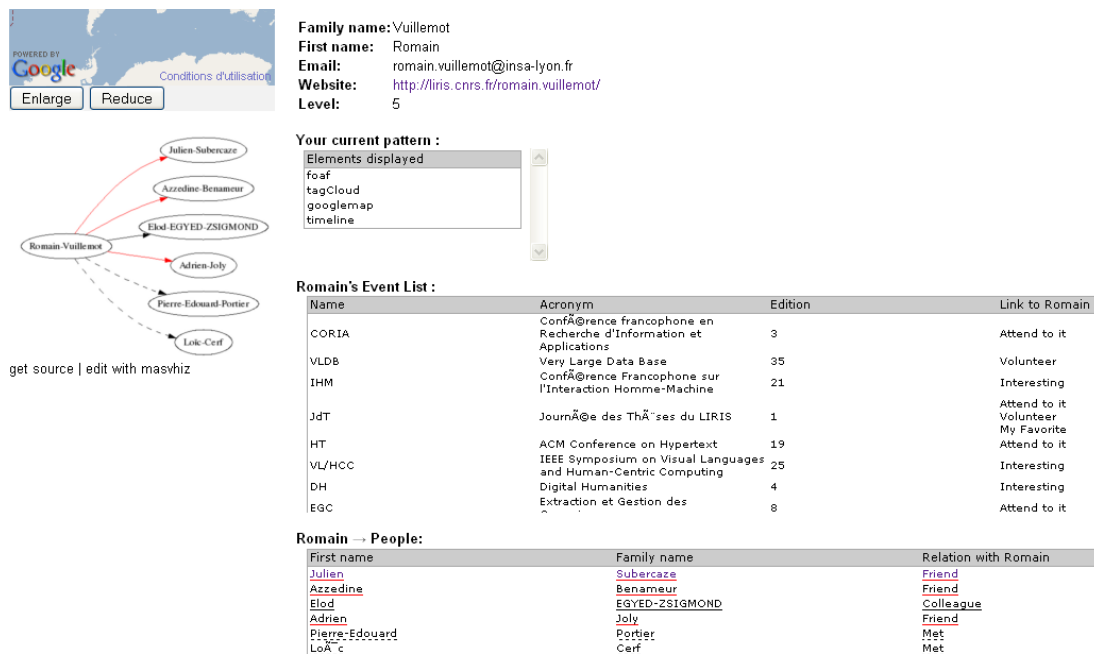 POWERED BY
Google
Conditions d'utilisation
Enlarge
Reduce
Julien-Subercaze
Azzedine-Benameur
Elod-EGYED-ZSIGMOND
Romain-Vuillemot
Adrien-Joly
Pierre-Edouard-Portier
Loïc-Cerf
get source | edit with masvhiz
Family name: Vuillemot
First name: Romain
Email: romain.vuillemot@insa-lyon.fr
Website: http://liris.cnrs.fr/romain.vuillemot/
Level: 5
Your current pattern :
Elements displayed
foaf
tagCloud
googlemap
timeline
Romain's Event List :
Name Acronym Edition Link to Romain
CORIA ConfÃ©rence francophone en Recherche d'Information et Applications 3 Attend to it
VLDB Very Large Data Base 35 Volunteer
IHM ConfÃ©rence Francophone sur l'Interaction Homme-Machine 21 Interesting
JdT JournÃ©e des ThÃ¨ses du LIRIS 1 Attend to it Volunteer My Favorite
HT ACM Conference on Hypertext 19 Attend to it
VL/HCC IEEE Symposium on Visual Languages and Human-Centric Computing 25 Interesting
DH Digital Humanities 4 Interesting
EGC Extraction et Gestion des 8 Attend to it
Romain → People:
First name Family name Relation with Romain
Julien Subercaze Friend
Azzedine Benameur Friend
Elod EGYED-ZSIGMOND Colleague
Adrien Joly Friend
Pierre-Edouard Portier Met
LoÃ¯c Cerf Met